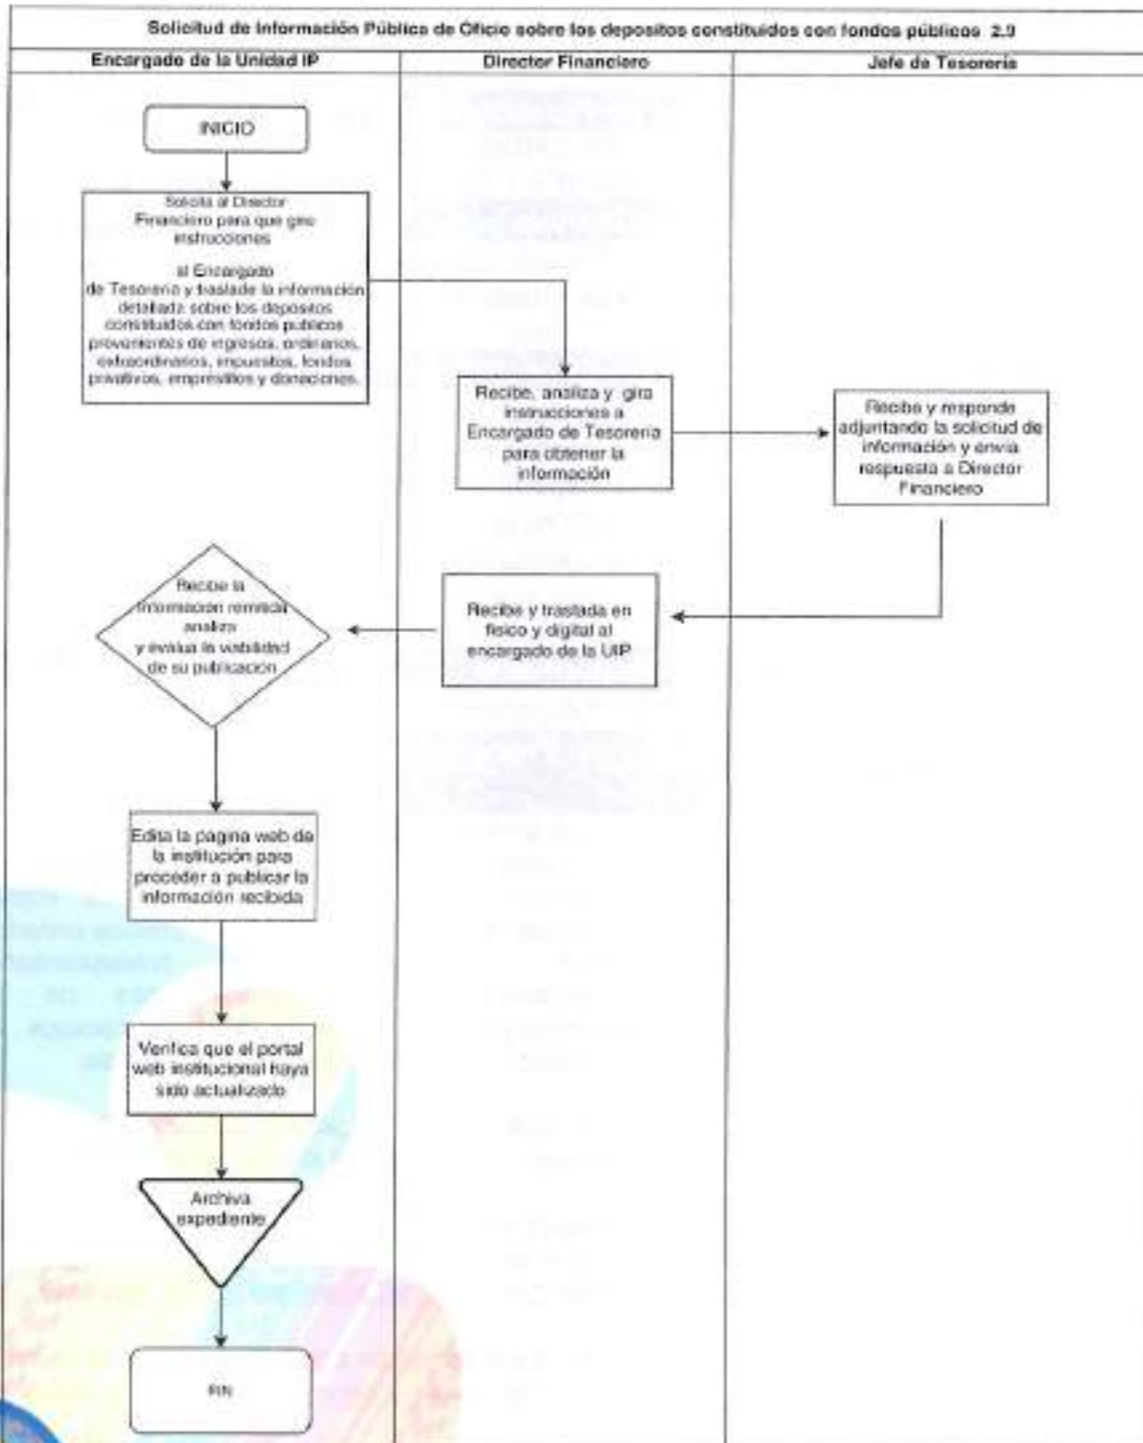 Solicitud de Información Pública de Oficio sobre los depositos constituidos con fondos públicos 2.9
Encargado de la Unidad IP
Director Financiero
Jefe de Tesorería
INICIO
Solicita al Director
Financiero para que gire
instrucciones
al Encargado
de Tesorería y traslade la información
detallada sobre los depositos
constituidos con fondos publicos
provenientes de ingresos, ordinarios,
extraordinarios, impuestos, fondos
privativos, empréstitos y donaciones.
Recibe, analiza y gira
instrucciones a
Encargado de Tesorería
para obtener la
información
Recibe y responde
adjuntando la solicitud de
información y envía
respuesta a Director
Financiero
Recibe y traslada en
fisico y digital al
encargado de la UIP
Recibe la
información remitida
analiza
y évalua la viabilidad
de su publicación
Edita la pagina web de
la institución para
proceder a publicar la
información recibida
Verifica que el portal
web institucional haya
sido actualizado
Archiva
expediente
FIN